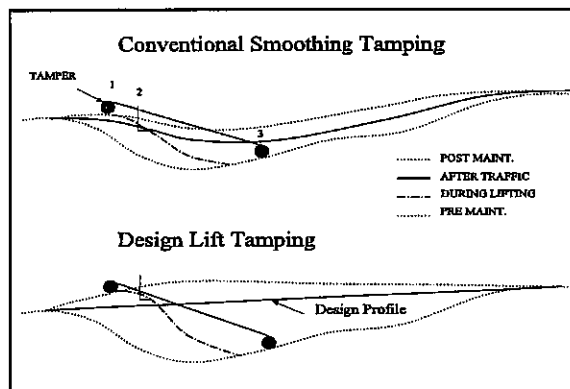 Conventional Smoothing Tamping
TAMPER
1
2
3
POST MAINT.
AFTER TRAFFIC
DURING LIFTING
PRE MAINT.
Design Lift Tamping
Design Profile